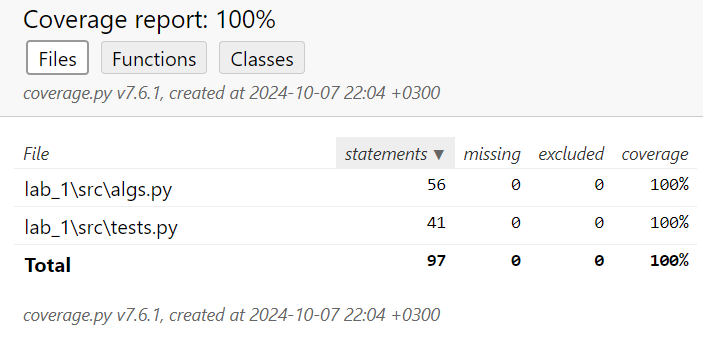 Coverage report: 100%
Files Functions Classes
coverage.py v7.6.1, created at 2024-10-07 22:04 +0300
File statements ▼ missing excluded coverage
lab_1\src\algs.py 56 0 0 100%
lab_1\src\tests.py 41 0 0 100%
Total 97 0 0 100%
coverage.py v7.6.1, created at 2024-10-07 22:04 +0300